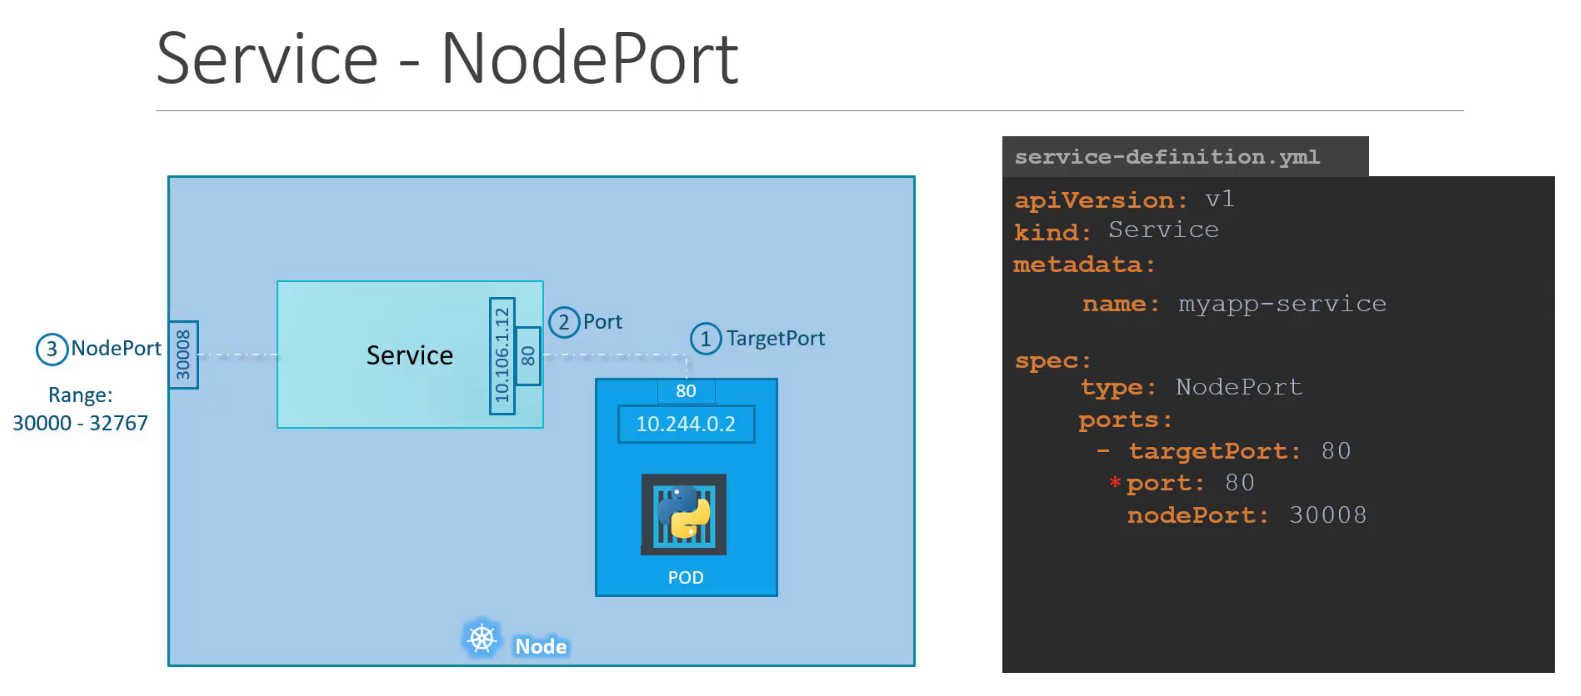 Service - NodePort
3 NodePort
Range:
30000 - 32767
30008
Service
10.106.1.12
80
2 Port
1 TargetPort
80
10.244.0.2
POD
Node
service-definition.yml
apiVersion: v1
kind: Service
metadata:
name: myapp-service
spec:
type: NodePort
ports:
- targetPort: 80
*port: 80
nodePort: 30008